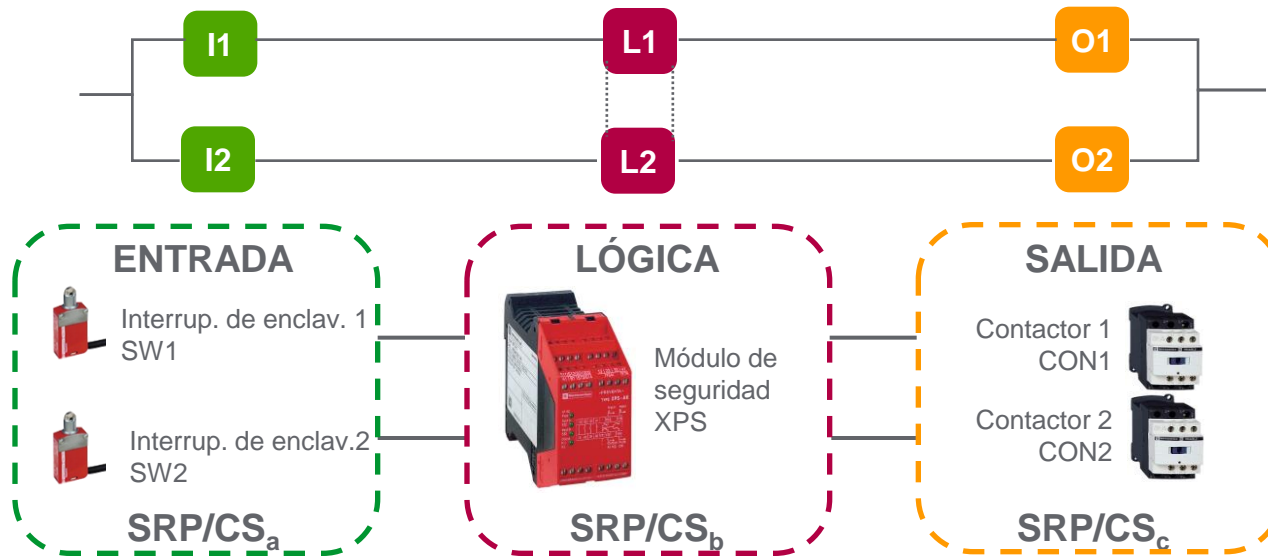 I1
L1
O1
I2
L2
O2
ENTRADA
Interrup. de enclav. 1
SW1
Interrup. de enclav.2
SW2
SRP/CSa
LÓGICA
Módulo de
seguridad
XPS
SRP/CSb
SALIDA
Contactor 1
CON1
Contactor 2
CON2
SRP/CSc